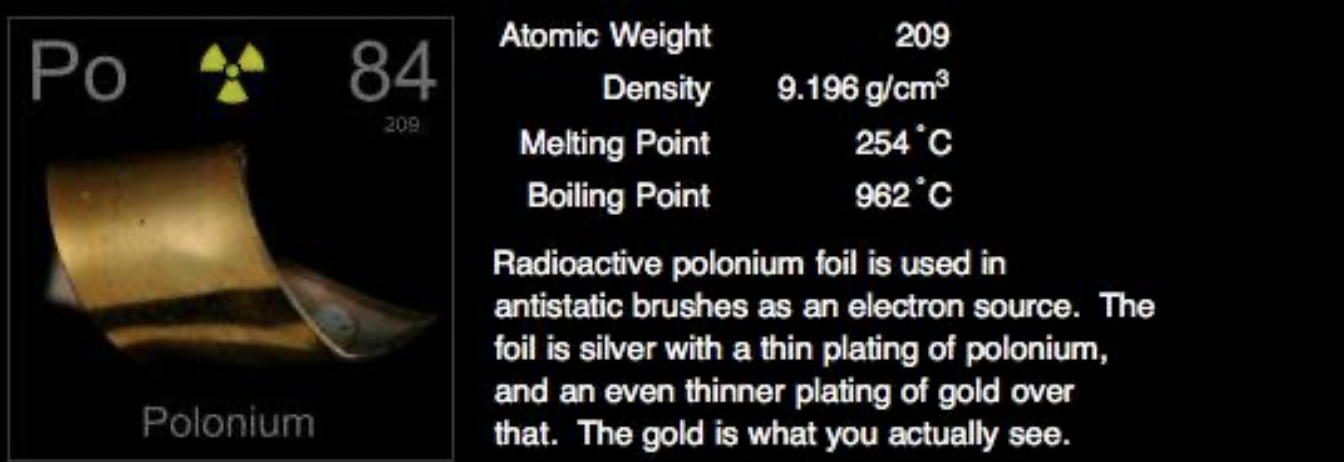 Po 84
209
Polonium
Atomic Weight 209
Density 9.196 g/cm³
Melting Point 254 °C
Boiling Point 962 °C
Radioactive polonium foil is used in
antistatic brushes as an electron source.  The
foil is silver with a thin plating of polonium,
and an even thinner plating of gold over
that.  The gold is what you actually see.